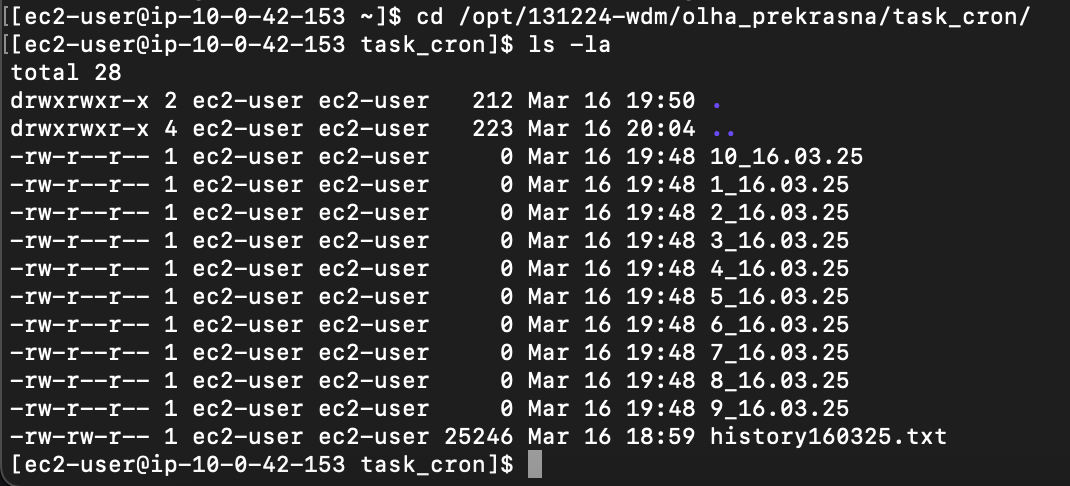 [[ec2-user@ip-10-0-42-153 ~]$ cd /opt/131224-wdm/olha_prekrasna/task_cron/
[[ec2-user@ip-10-0-42-153 task_cron]$ ls -la
total 28
drwxrwxr-x 2 ec2-user ec2-user   212 Mar 16 19:50 .
drwxrwxr-x 4 ec2-user ec2-user   223 Mar 16 20:04 ..
-rw-r--r-- 1 ec2-user ec2-user     0 Mar 16 19:48 10_16.03.25
-rw-r--r-- 1 ec2-user ec2-user     0 Mar 16 19:48 1_16.03.25
-rw-r--r-- 1 ec2-user ec2-user     0 Mar 16 19:48 2_16.03.25
-rw-r--r-- 1 ec2-user ec2-user     0 Mar 16 19:48 3_16.03.25
-rw-r--r-- 1 ec2-user ec2-user     0 Mar 16 19:48 4_16.03.25
-rw-r--r-- 1 ec2-user ec2-user     0 Mar 16 19:48 5_16.03.25
-rw-r--r-- 1 ec2-user ec2-user     0 Mar 16 19:48 6_16.03.25
-rw-r--r-- 1 ec2-user ec2-user     0 Mar 16 19:48 7_16.03.25
-rw-r--r-- 1 ec2-user ec2-user     0 Mar 16 19:48 8_16.03.25
-rw-r--r-- 1 ec2-user ec2-user     0 Mar 16 19:48 9_16.03.25
-rw-rw-r-- 1 ec2-user ec2-user 25246 Mar 16 18:59 history160325.txt
[ec2-user@ip-10-0-42-153 task_cron]$